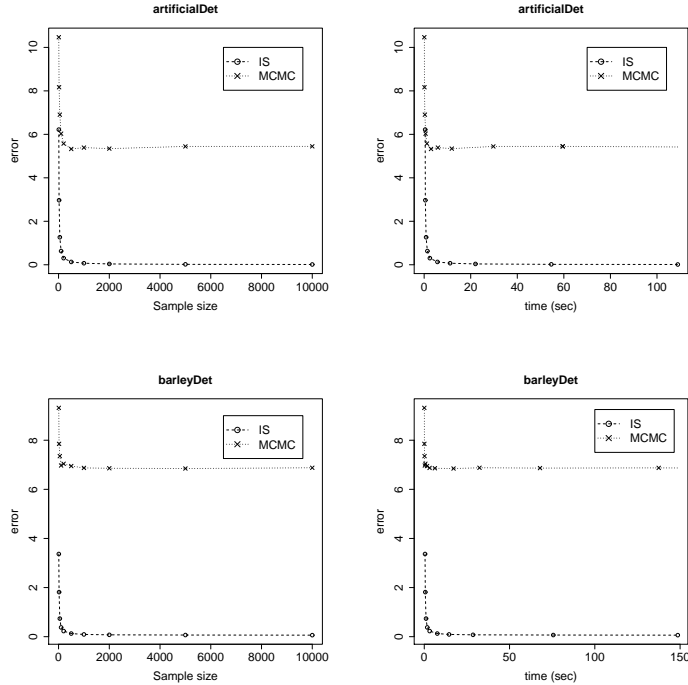 artificialDet
error
10
8
6
4
2
0
IS
MCMC
0 2000 4000 6000 8000 10000
Sample size
artificialDet
error
10
8
6
4
2
0
IS
MCMC
0 20 40 60 80 100
time (sec)
barleyDet
error
8
6
4
2
0
IS
MCMC
0 2000 4000 6000 8000 10000
Sample size
barleyDet
error
8
6
4
2
0
IS
MCMC
0 50 100 150
time (sec)